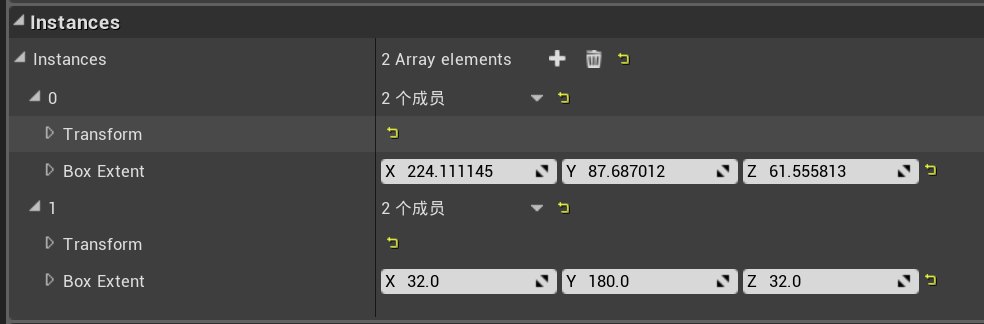 Instances
Instances 2 Array elements
0 2 个成员
Transform
Box Extent X 224.111145 Y 87.687012 Z 61.555813
1 2 个成员
Transform
Box Extent X 32.0 Y 180.0 Z 32.0